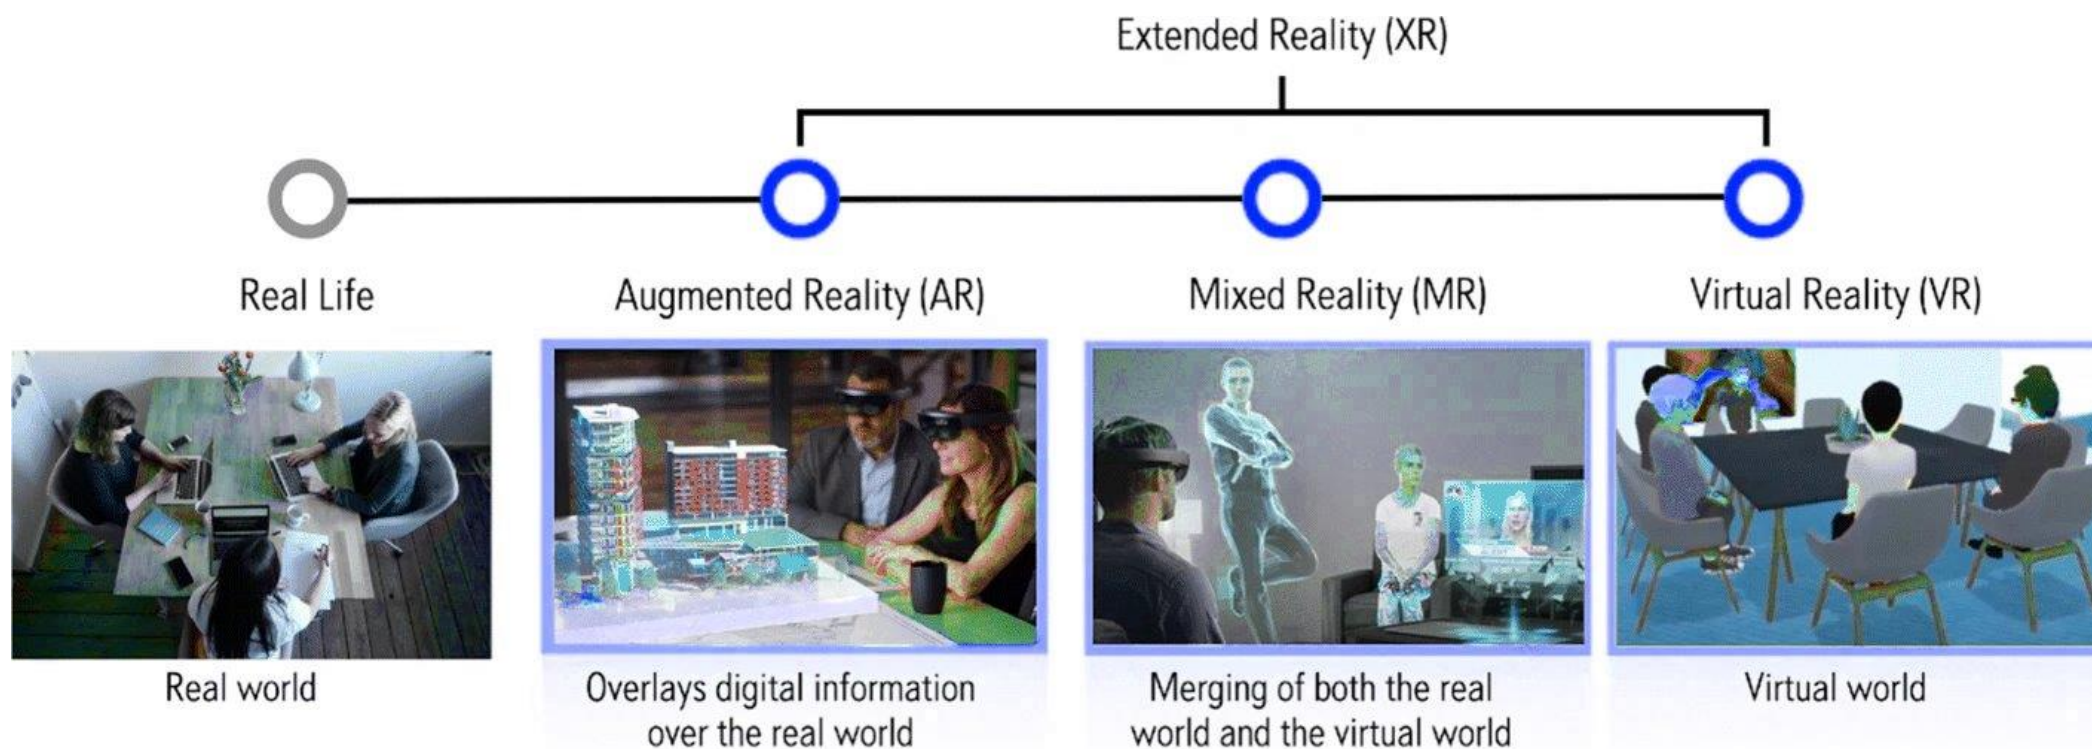 Extended Reality (XR)
Real Life
Augmented Reality (AR)
Mixed Reality (MR)
Virtual Reality (VR)
Real world
Overlays digital information
over the real world
Merging of both the real
world and the virtual world
Virtual world